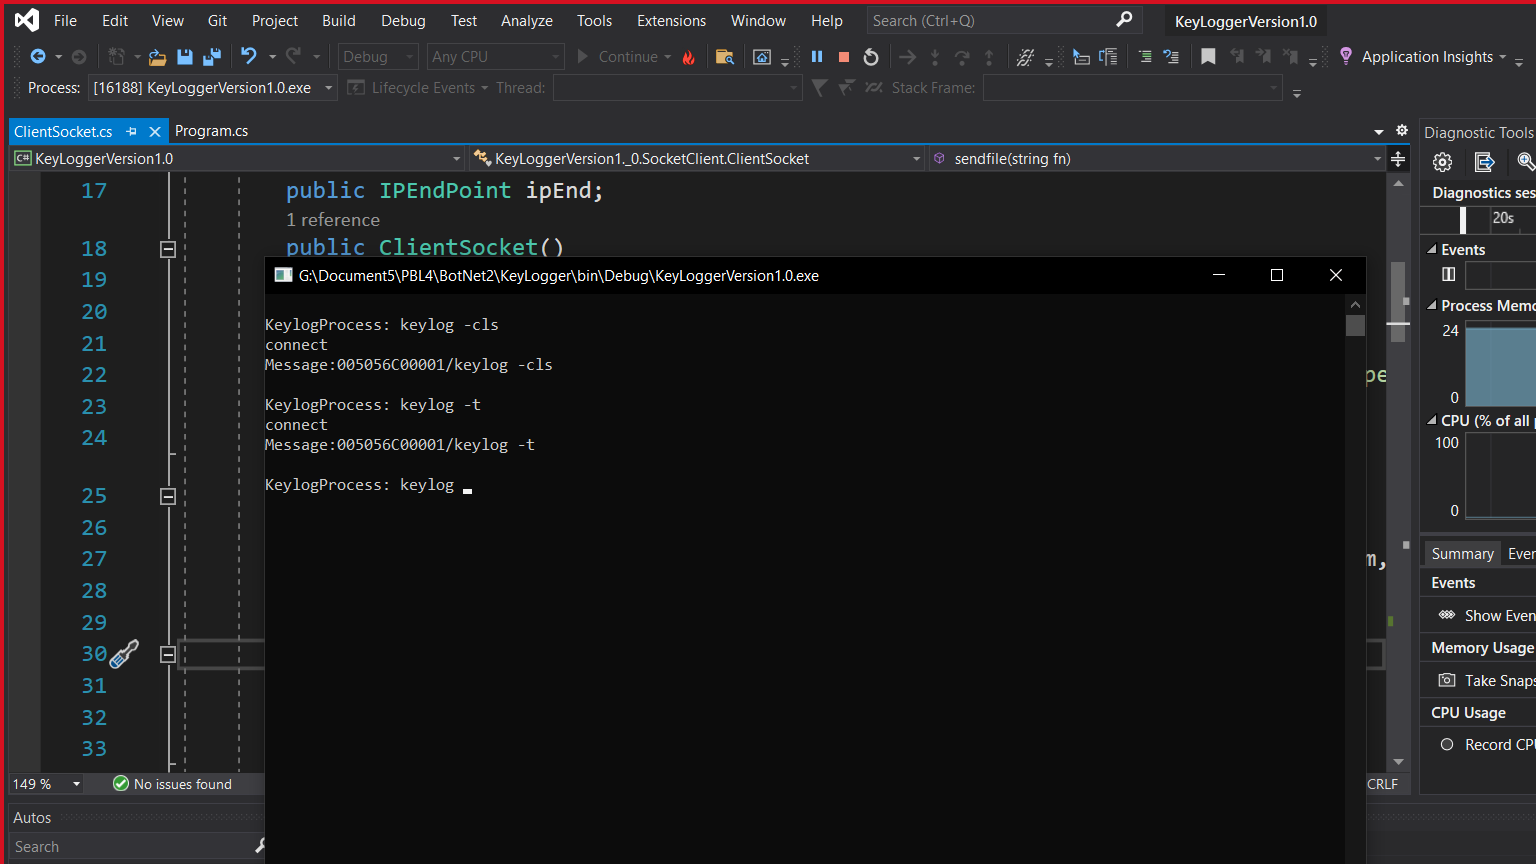 File Edit View Git Project Build Debug Test Analyze Tools Extensions Window Help Search (Ctrl+Q) KeyLoggerVersion1.0
Debug Any CPU Continue Application Insights
Process: [16188] KeyLoggerVersion1.0.exe Lifecycle Events Thread: Stack Frame:
ClientSocket.cs Program.cs
KeyLoggerVersion1.0 KeyLoggerVersion1._0.SocketClient.ClientSocket sendfile(string fn)
17 public IPEndPoint ipEnd;
1 reference
18 public ClientSocket()
19
20
21
22
23
24
25
26
27
28
29
30
31
32
33
pe
m,
G:\Document5\PBL4\BotNet2\KeyLogger\bin\Debug\KeyLoggerVersion1.0.exe
KeylogProcess: keylog -cls
connect
Message:005056C00001/keylog -cls
KeylogProcess: keylog -t
connect
Message:005056C00001/keylog -t
KeylogProcess: keylog
149 % No issues found CRLF
Autos
Search
Diagnostic Tools
Diagnostics ses
20s
Events
Process Memo
24
0
CPU (% of all
100
0
Summary Even
Events
Show Even
Memory Usage
Take Snaps
CPU Usage
Record CPU